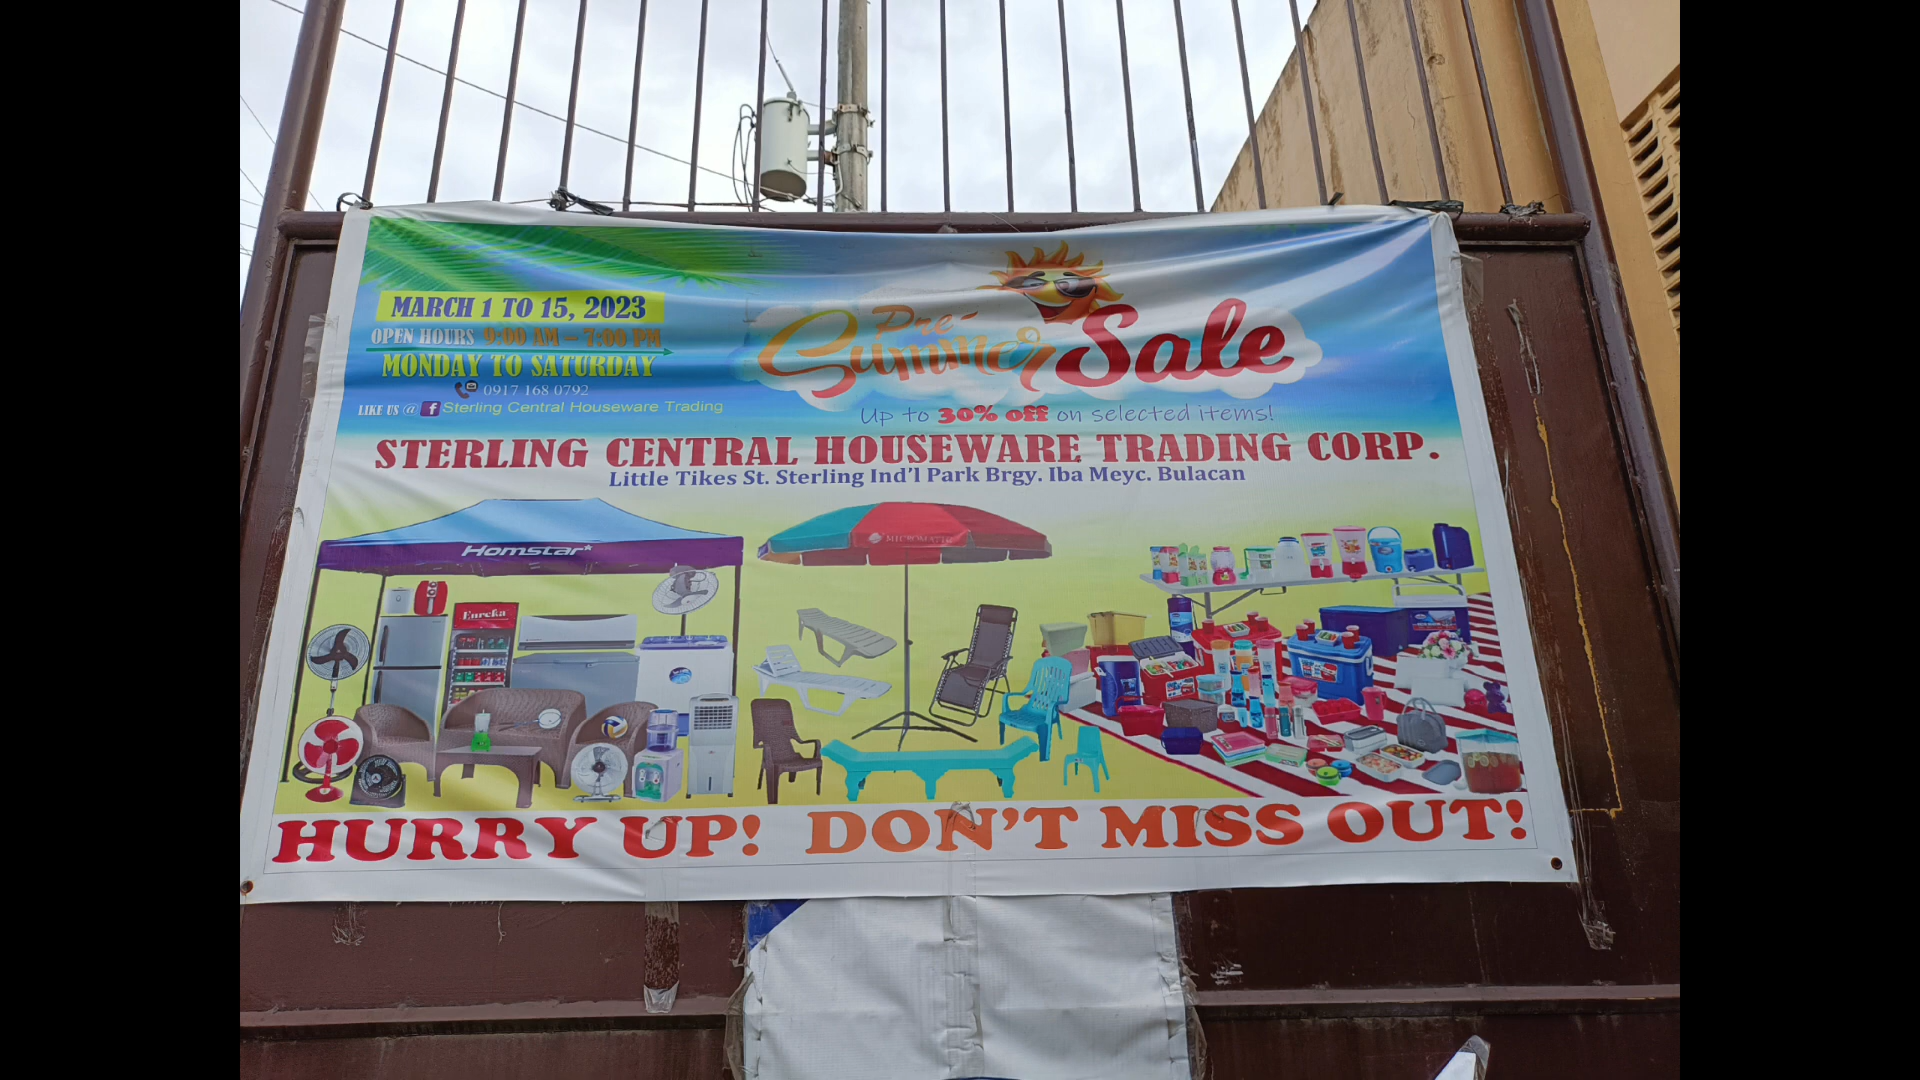 MARCH 1 TO 15, 2023
OPEN HOURS 9:00 AM – 7:00 PM
MONDAY TO SATURDAY
0917 168 0792
LIKE US @ f Sterling Central Houseware Trading
Pre-
Summer Sale
Up to 30% off on selected items!
STERLING CENTRAL HOUSEWARE TRADING CORP.
Little Tikes St. Sterling Ind'l Park Brgy. Iba Meyc. Bulacan
Homstar
MICROMATIC
Eureka
HURRY UP! DON'T MISS OUT!